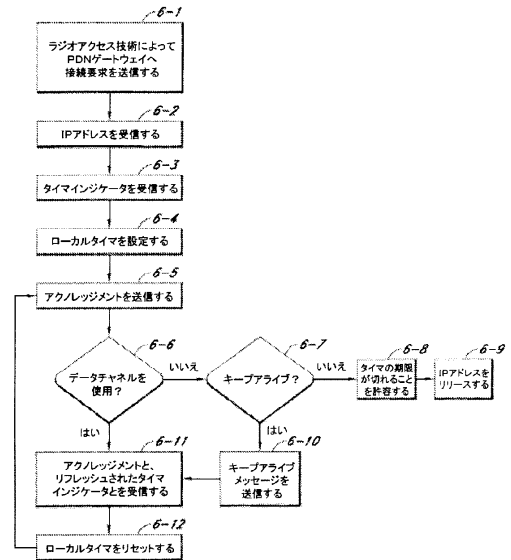 6-1
ラジオアクセス技術によって
PDNゲートウェイへ
接続要求を送信する
6-2
IPアドレスを受信する
6-3
タイマインジケータを受信する
6-4
ローカルタイマを設定する
6-5
アクノレッジメントを送信する
6-6
データチャネルを
使用?
いいえ
はい
6-7
キープアライブ?
いいえ
はい
6-8
タイマの期限
が切れること
を許容する
6-9
IPアドレスを
リリースする
6-11
アクノレッジメントと、
リフレッシュされたタイマ
インジケータとを受信する
6-10
キープアライブ
メッセージを
送信する
6-12
ローカルタイマをリセットする